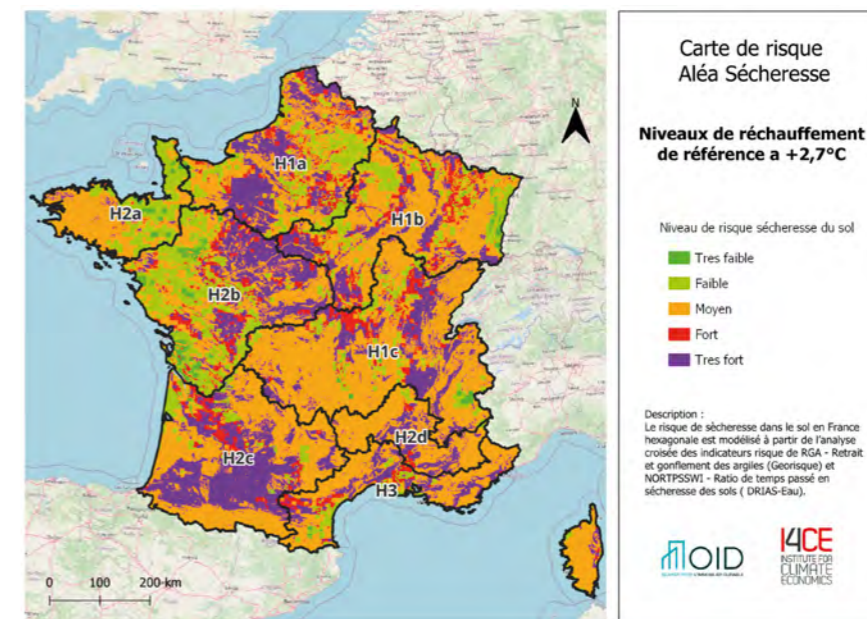 Carte de risque
Aléa Sécheresse
Niveaux de réchauffement
de référence a +2,7°C
Niveau de risque sécheresse du sol
Tres faible
Faible
Moyen
Fort
Tres fort
Description :
Le risque de sècheresse dans le sol en France
hexagonale est modélisé à partir de l'analyse
croisée des indicateurs risque de RGA - Retrait
et gonflement des argiles (Georisque) et
NORTPSSWI - Ratio de temps passé en
sécheresse des sols ( DRIAS-Eau).
OID
I4CE
INSTITUTE FOR
CLIMATE
ECONOMICS
N
H1a
H1b
H2a
H2b
H1c
H2c
H2d
H3
0 100 200 km